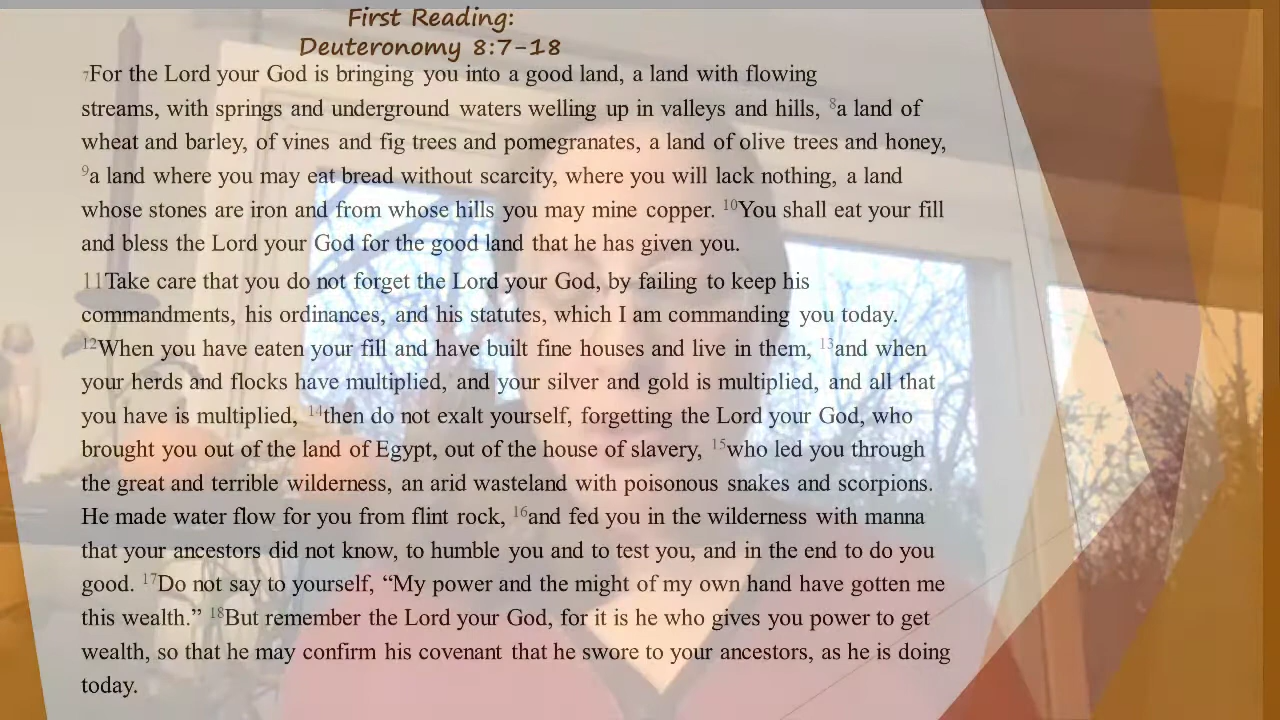 First Reading:
Deuteronomy 8:7-18
7For the Lord your God is bringing you into a good land, a land with flowing
streams, with springs and underground waters welling up in valleys and hills, 8a land of
wheat and barley, of vines and fig trees and pomegranates, a land of olive trees and honey,
9a land where you may eat bread without scarcity, where you will lack nothing, a land
whose stones are iron and from whose hills you may mine copper. 10You shall eat your fill
and bless the Lord your God for the good land that he has given you.
11Take care that you do not forget the Lord your God, by failing to keep his
commandments, his ordinances, and his statutes, which I am commanding you today.
12When you have eaten your fill and have built fine houses and live in them, 13and when
your herds and flocks have multiplied, and your silver and gold is multiplied, and all that
you have is multiplied, 14then do not exalt yourself, forgetting the Lord your God, who
brought you out of the land of Egypt, out of the house of slavery, 15who led you through
the great and terrible wilderness, an arid wasteland with poisonous snakes and scorpions.
He made water flow for you from flint rock, 16and fed you in the wilderness with manna
that your ancestors did not know, to humble you and to test you, and in the end to do you
good. 17Do not say to yourself, “My power and the might of my own hand have gotten me
this wealth.” 18But remember the Lord your God, for it is he who gives you power to get
wealth, so that he may confirm his covenant that he swore to your ancestors, as he is doing
today.